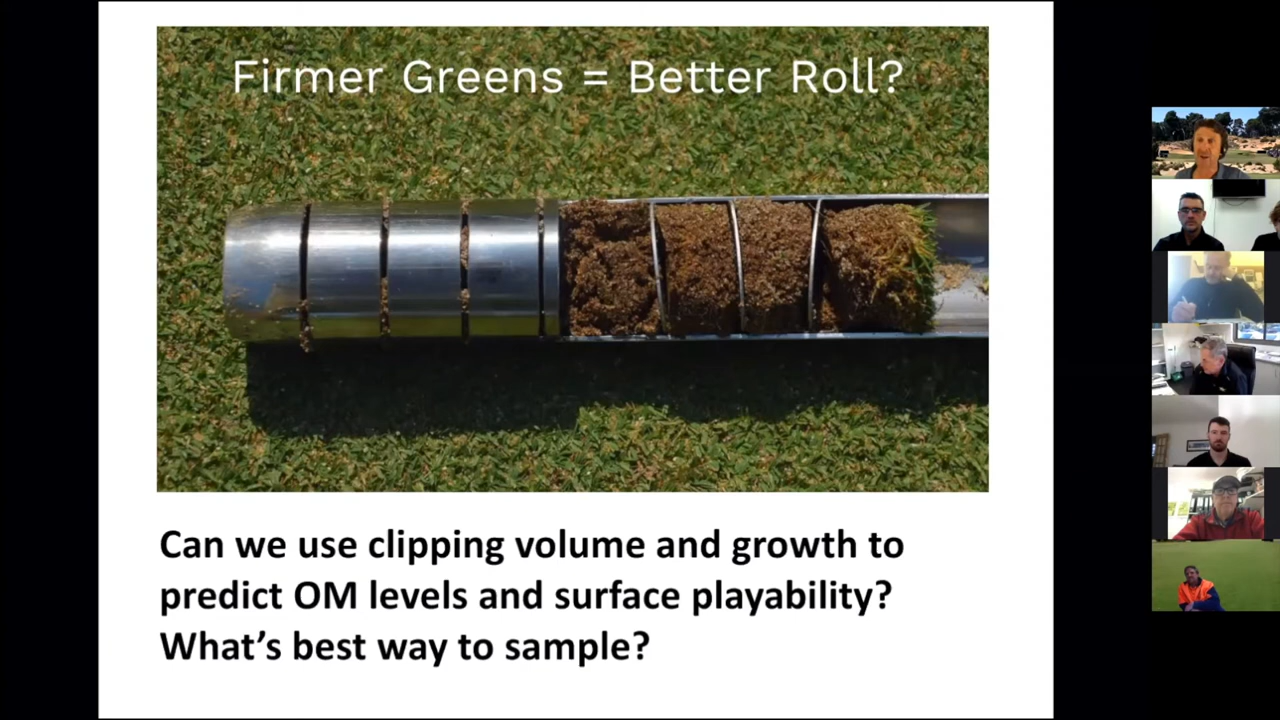 Firmer Greens = Better Roll?
Can we use clipping volume and growth to
predict OM levels and surface playability?
What’s best way to sample?